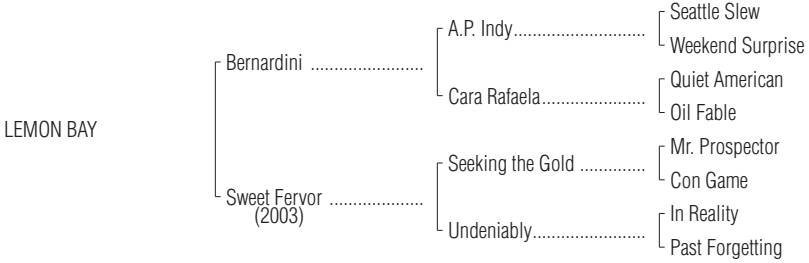 Seattle Slew
A.P. Indy............................
Weekend Surprise
Bernardini ........................
Quiet American
Cara Rafaela......................
Oil Fable
LEMON BAY
Mr. Prospector
Seeking the Gold ..............
Con Game
Sweet Fervor ....................
(2003)
In Reality
Undeniably........................
Past Forgetting